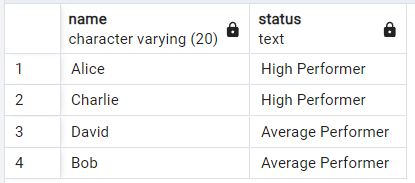 name status
character varying (20) text
1 Alice High Performer
2 Charlie High Performer
3 David Average Performer
4 Bob Average Performer